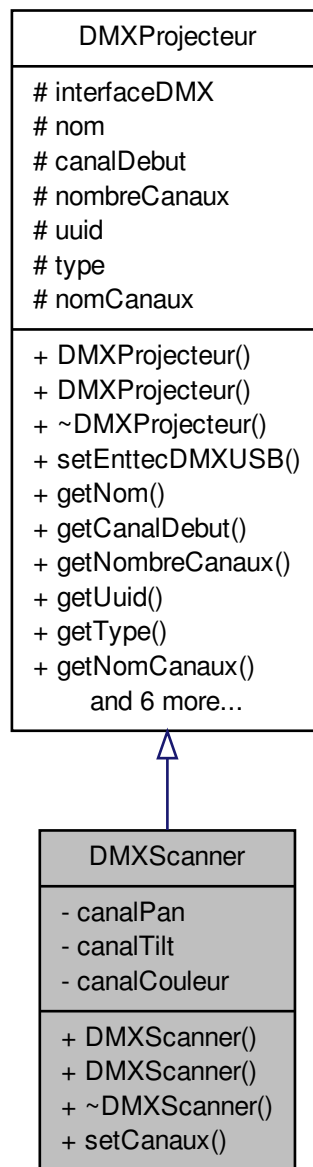 DMXProjecteur
# interfaceDMX
# nom
# canalDebut
# nombreCanaux
# uuid
# type
# nomCanaux
+ DMXProjecteur()
+ DMXProjecteur()
+ ~DMXProjecteur()
+ setEnttecDMXUSB()
+ getNom()
+ getCanalDebut()
+ getNombreCanaux()
+ getUuid()
+ getType()
+ getNomCanaux()
and 6 more...
DMXScanner
- canalPan
- canalTilt
- canalCouleur
+ DMXScanner()
+ DMXScanner()
+ ~DMXScanner()
+ setCanaux()